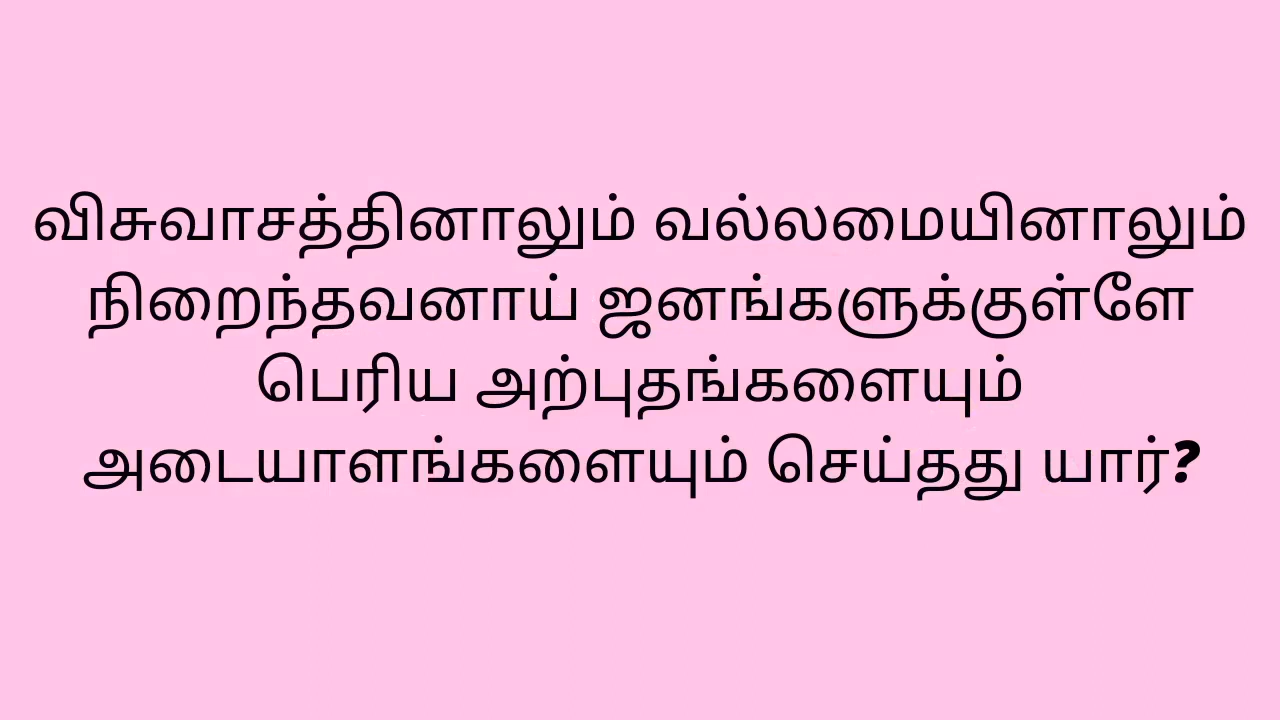 விசுவாசத்தினாலும் வல்லமையினாலும்
நிறைந்தவனாய் ஜனங்களுக்குள்ளே
பெரிய அற்புதங்களையும்
அடையாளங்களையும் செய்தது யார்?